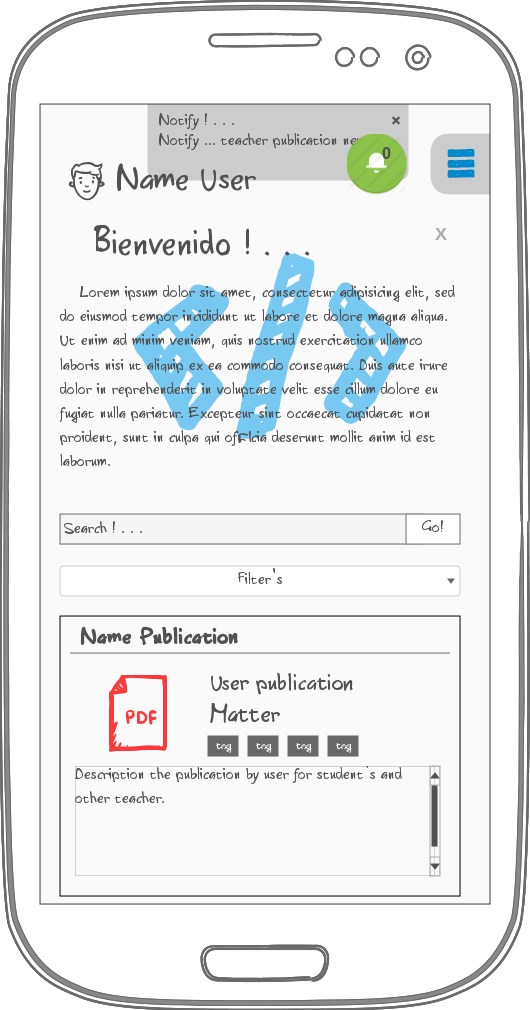 Notify ! . . .
×
Notify ... teacher publication new
0
Name User
Bienvenido ! . . .
X
Lorem ipsum dolor sit amet, consectetur adipisicing elit, sed
do eiusmod tempor incididunt ut labore et dolore magna aliqua.
Ut enim ad minim veniam, quis nostrud exercitation ullamco
laboris nisi ut aliquip ex ea commodo consequat. Duis aute irure
dolor in reprehenderit in voluptate velit esse cillum dolore eu
fugiat nulla pariatur. Excepteur sint occaecat cupidatat non
proident, sunt in culpa qui officia deserunt mollit anim id est
laborum.
Search ! . . .
Go!
Filter's
Name Publication
PDF
User publication
Matter
tag tag tag tag
Description the publication by user for student's and
other teacher.